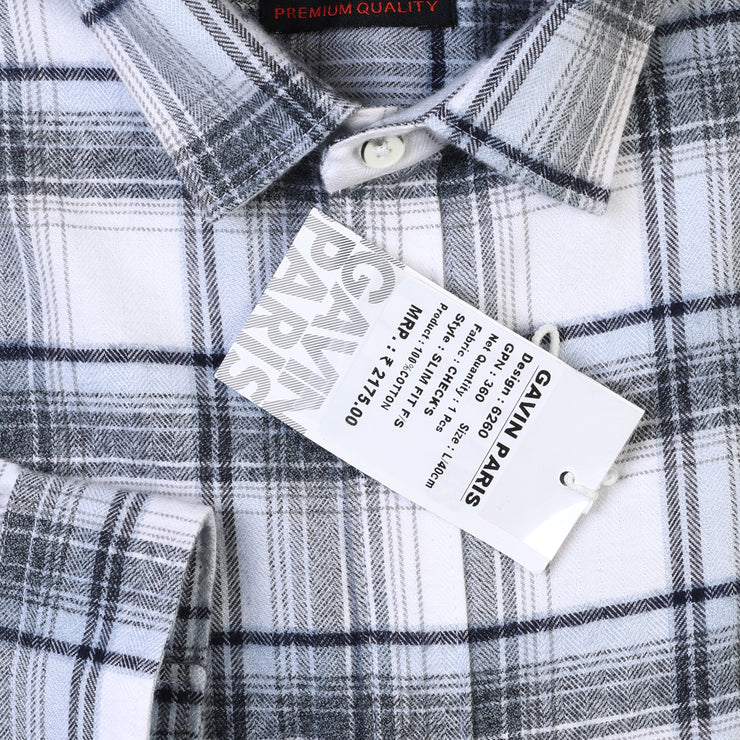 PREMIUM QUALITY
GAVIN
PARIS
GAVIN PARIS
Design : 6260
GPN : 360
Net Quantity : 1 Pcs Size : L/40cm
Fabric : CHECKS
Style : SLIM FIT F/S
Product : 100%COTTON
MRP : ₹ 2175.00